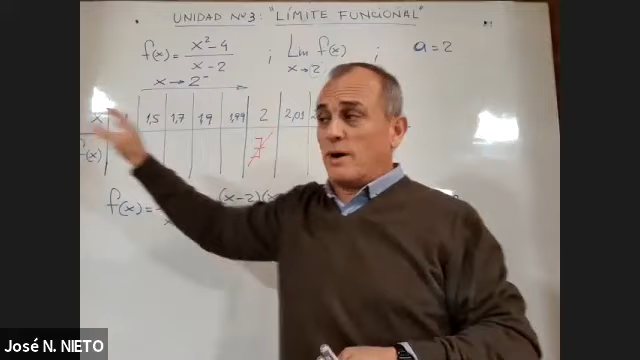 UNIDAD Nº3: "LÍMITE FUNCIONAL"
f(x) = x²-4 / x-2 ; Lim x→2 f(x) ; a = 2
x → 2⁻
x 1,5 1,7 1,9 1,99 2 2,01
(x) ∄
f(x) = (x-2)(x
José N. NIETO